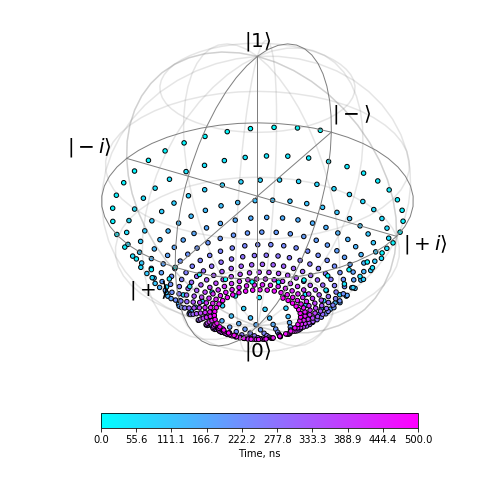 |1⟩
|−⟩
|−i⟩
|+i⟩
|+
|0⟩
0.0 55.6 111.1 166.7 222.2 277.8 333.3 388.9 444.4 500.0
Time, ns